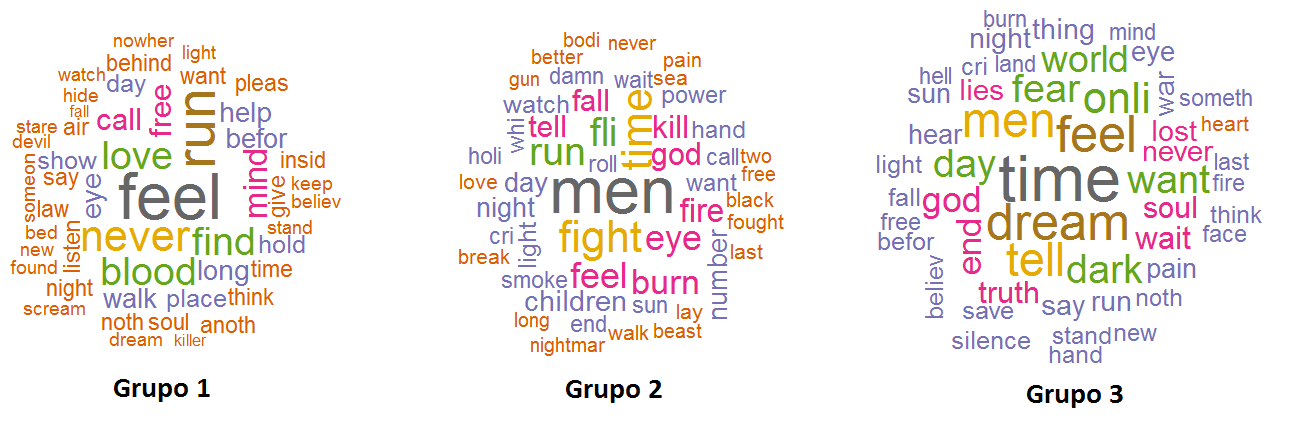 nowher
light
behind
watch
day
want
pleas
hide
fall
call
free
run
help
stare
air
befor
devil
love
mind
insid
show
someon
say
eye
feel
give
keep
believ
law
stand
bed
never
find
hold
new
listen
found
blood
long
time
night
walk
place
think
scream
noth
soul
anoth
dream
killer
Grupo 1
bodi
never
better
pain
gun
damn
wait
sea
watch
fall
time
power
whi
tell
fli
kill
hand
run
roll
god
call
two
holi
free
love
day
men
want
black
night
fire
fought
cri
light
fight
eye
number
last
break
smoke
feel
burn
children
sun
lay
long
end
walk
beast
nightmar
Grupo 2
burn
thing
mind
night
world
eye
cri
land
hell
war
sun
lies
fear
onli
someth
men
feel
lost
heart
hear
never
light
day
time
want
last
fire
fall
god
soul
think
free
dream
face
befor
end
wait
tell
dark
pain
believ
truth
save
say
run
noth
silence
stand
new
hand
Grupo 3